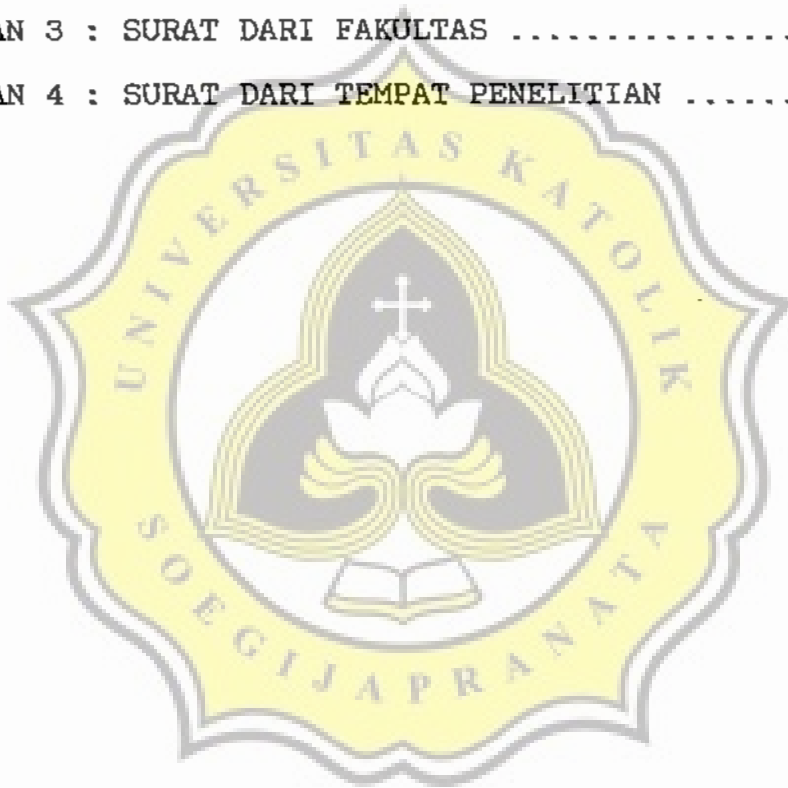 AN 3 : SURAT DARI FAKULTAS ................
AN 4 : SURAT DARI TEMPAT PENELITIAN ......
UNIVERSITAS KATOLIK
SOEGIJAPRANATA